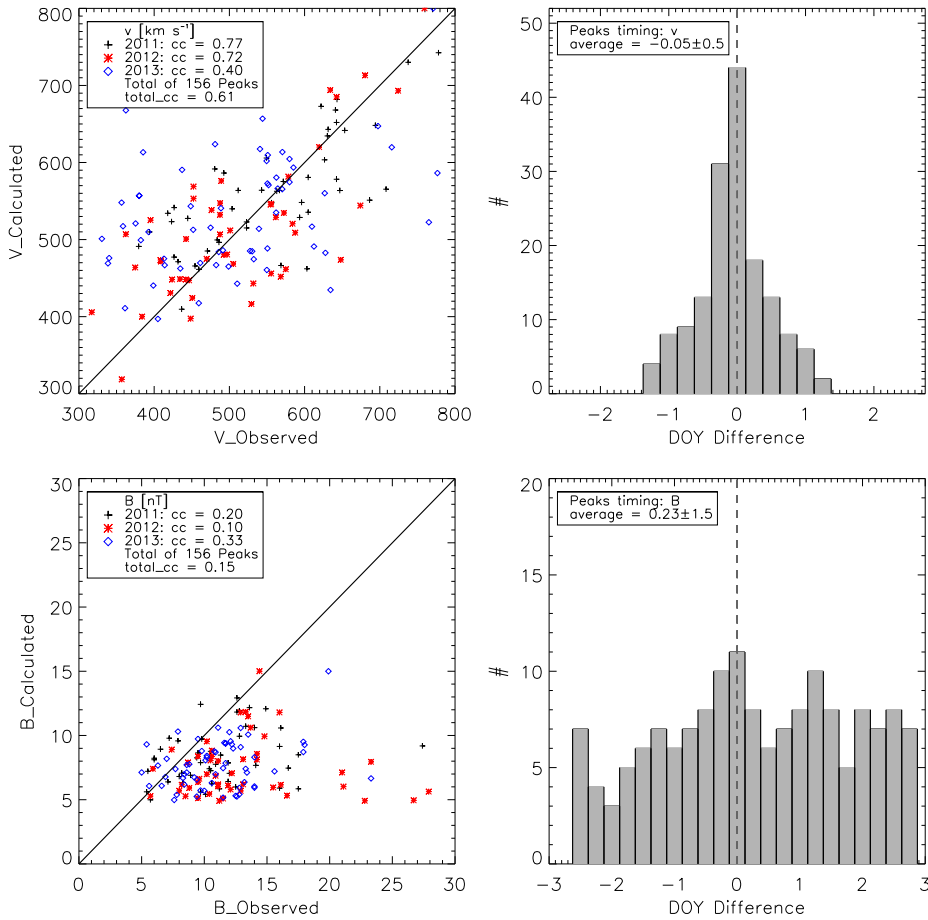 v [km s⁻¹]
2011: cc = 0.77
2012: cc = 0.72
2013: cc = 0.40
Total of 156 Peaks
total_cc = 0.61
800
700
600
500
400
300
V_Calculated
300 400 500 600 700 800
V_Observed
Peaks timing: v
average = −0.05±0.5
50
40
30
20
10
0
#
-2 -1 0 1 2
DOY Difference
B [nT]
2011: cc = 0.20
2012: cc = 0.10
2013: cc = 0.33
Total of 156 Peaks
total_cc = 0.15
30
25
20
15
10
5
0
B_Calculated
0 5 10 15 20 25 30
B_Observed
Peaks timing: B
average = 0.23±1.5
20
15
10
5
0
#
-3 -2 -1 0 1 2 3
DOY Difference